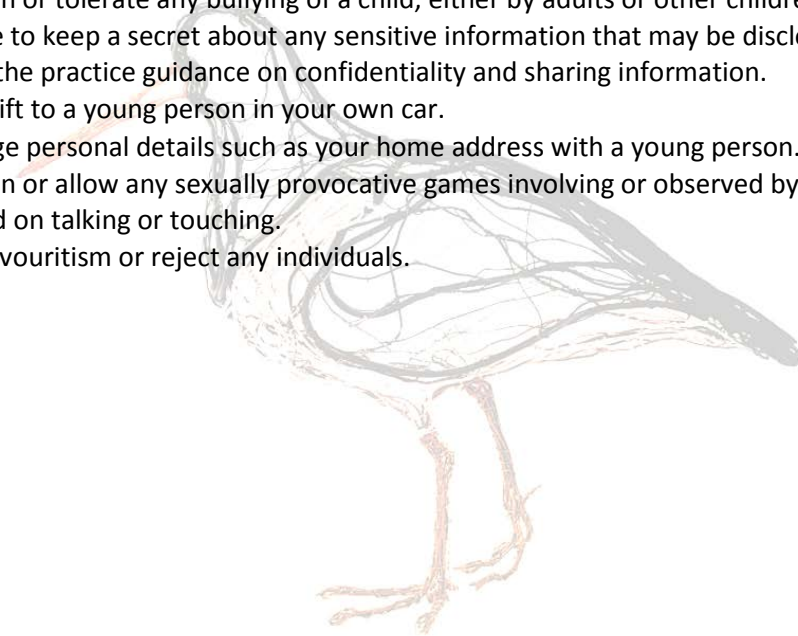 n or tolerate any bullying of a child, either by adults or other childre
e to keep a secret about any sensitive information that may be disclo
the practice guidance on confidentiality and sharing information.
ift to a young person in your own car.
ge personal details such as your home address with a young person.
n or allow any sexually provocative games involving or observed by
d on talking or touching.
vouritism or reject any individuals.